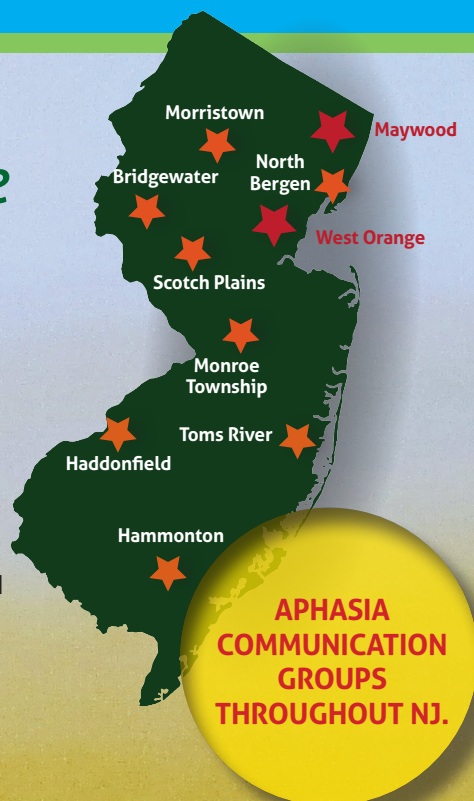 Morristown
Maywood
North
Bergen
Bridgewater
West Orange
Scotch Plains
Monroe
Township
Toms River
Haddonfield
Hammonton
APHASIA
COMMUNICATION
GROUPS
THROUGHOUT NJ.